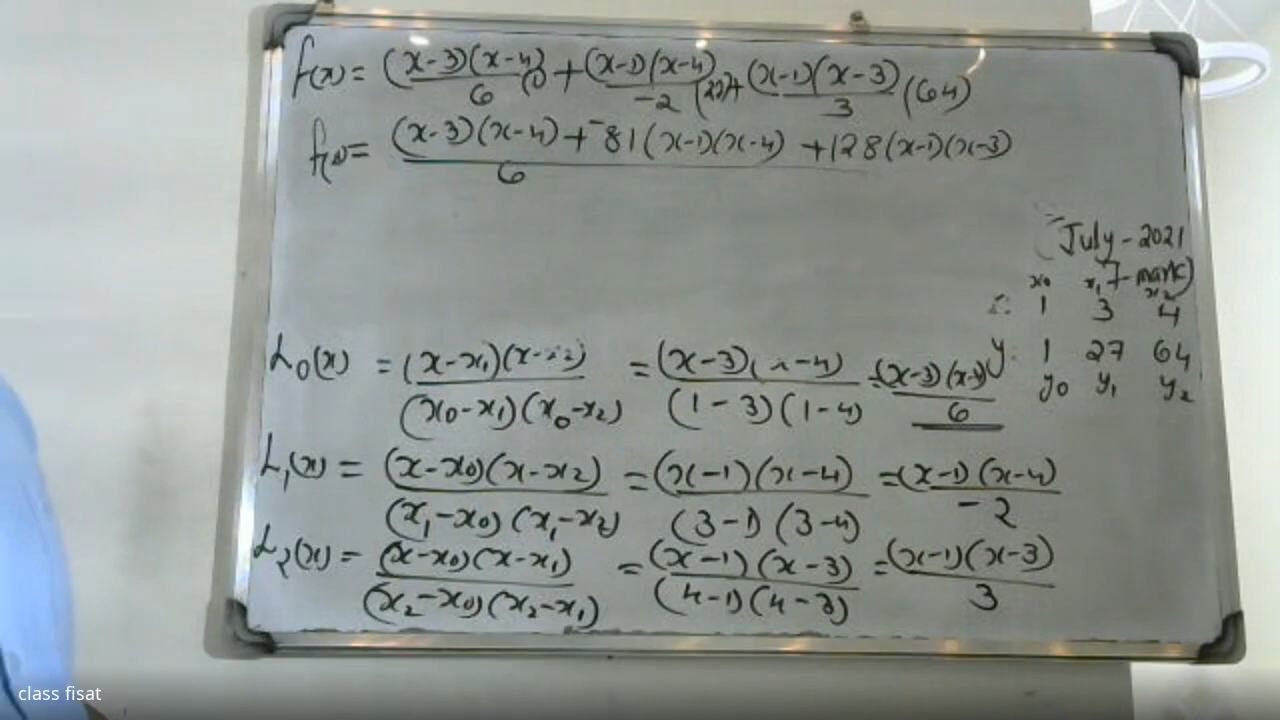 f(x) = (x-3)(x-4)/6 (1) + (x-1)(x-4)/-2 (27) + (x-1)(x-3)/3 (64)
f(x) = (x-3)(x-4) + -81(x-1)(x-4) + 128(x-1)(x-3)
6
(July - 2021
7-mark)
x0 x1 x2
x: 1 3 4
y: 1 27 64
y0 y1 y2
L0(x) = (x-x1)(x-x2)/(x0-x1)(x0-x2) = (x-3)(x-4)/(1-3)(1-4) = (x-3)(x-4)/6
L1(x) = (x-x0)(x-x2)/(x1-x0)(x1-x2) = (x-1)(x-4)/(3-1)(3-4) = (x-1)(x-4)/-2
L2(x) = (x-x0)(x-x1)/(x2-x0)(x2-x1) = (x-1)(x-3)/(4-1)(4-3) = (x-1)(x-3)/3
class fisat